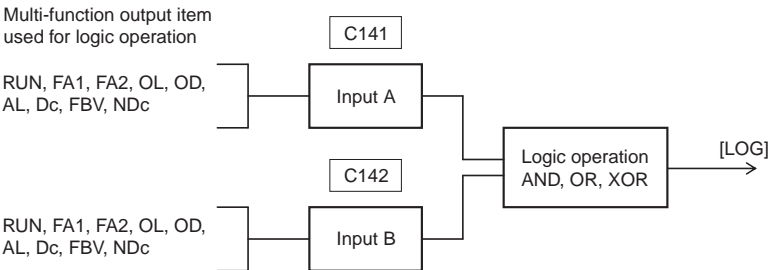 Multi-function output item
used for logic operation
C141
RUN, FA1, FA2, OL, OD,
AL, Dc, FBV, NDc
Input A
Logic operation
AND, OR, XOR
[LOG]
C142
RUN, FA1, FA2, OL, OD,
AL, Dc, FBV, NDc
Input B